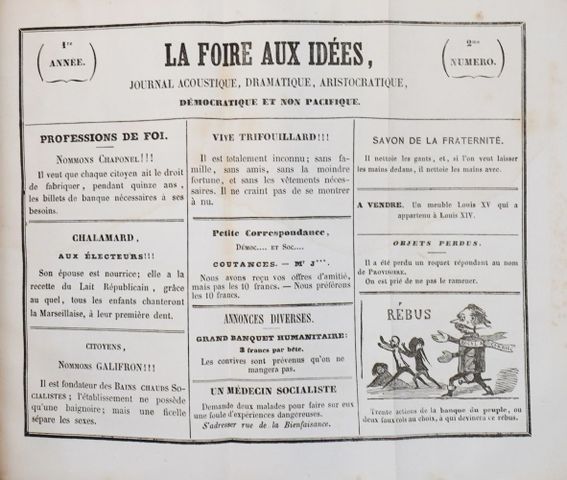 1re
ANNÉE.
LA FOIRE AUX IDÉES,
JOURNAL ACOUSTIQUE, DRAMATIQUE, ARISTOCRATIQUE,
DÉMOCRATIQUE ET NON PACIFIQUE.
2me
NUMERO.
PROFESSIONS DE FOI.
NOMMONS CHAPONEL!!!
Il veut que chaque citoyen ait le droit
de fabriquer, pendant quinze ans,
les billets de banque nécessaires à ses
besoins.
CHALAMARD,
AUX ÉLECTEURS!!!
Son épouse est nourrice; elle a la
recette du Lait Républicain, grâce
au quel, tous les enfants chanteront
la Marseillaise, à leur première dent.
CITOYENS,
NOMMONS GALIFRON!!!
Il est fondateur des BAINS CHAUDS SO-
CIALISTES; l'établissement ne possède
qu'une baignoire; mais une ficelle
sépare les sexes.
VIVE TRIFOUILLARD!!!
Il est totalement inconnu; sans fa-
mille, sans amis, sans la moindre
fortune, et sans les vêtements néces-
saires. Il ne craint pas de se montrer
à nu.
Petite Correspondance,
DÉMOC.... ET SOC....
COUTANCES. — Mr J***.
Nous avons reçu vos offres d'amitié,
mais pas les 10 francs. — Nous préférons
les 10 francs.
ANNONCES DIVERSES.
GRAND BANQUET HUMANITAIRE:
3 francs par bête.
Les convives sont prévenus qu'on ne
mangera pas.
UN MÉDECIN SOCIALISTE
Demande deux malades pour faire sur eux
une foule d'expériences dangereuses.
S'adresser rue de la Bienfaisance.
SAVON DE LA FRATERNITÉ.
Il nettoie les gants, et, si l'on veut laisser
les mains dedans, il nettoie les mains avec.
A VENDRE. Un meuble Louis XV qui a
appartenu à Louis XIV.
OBJETS PERDUS.
Il a été perdu un roquet répondant au nom
de PROVISOIRE.
On est prié de ne pas le ramener.
RÉBUS
Trente actions de la banque du peuple, ou
deux faux cols au choix, à qui devinera ce rébus.